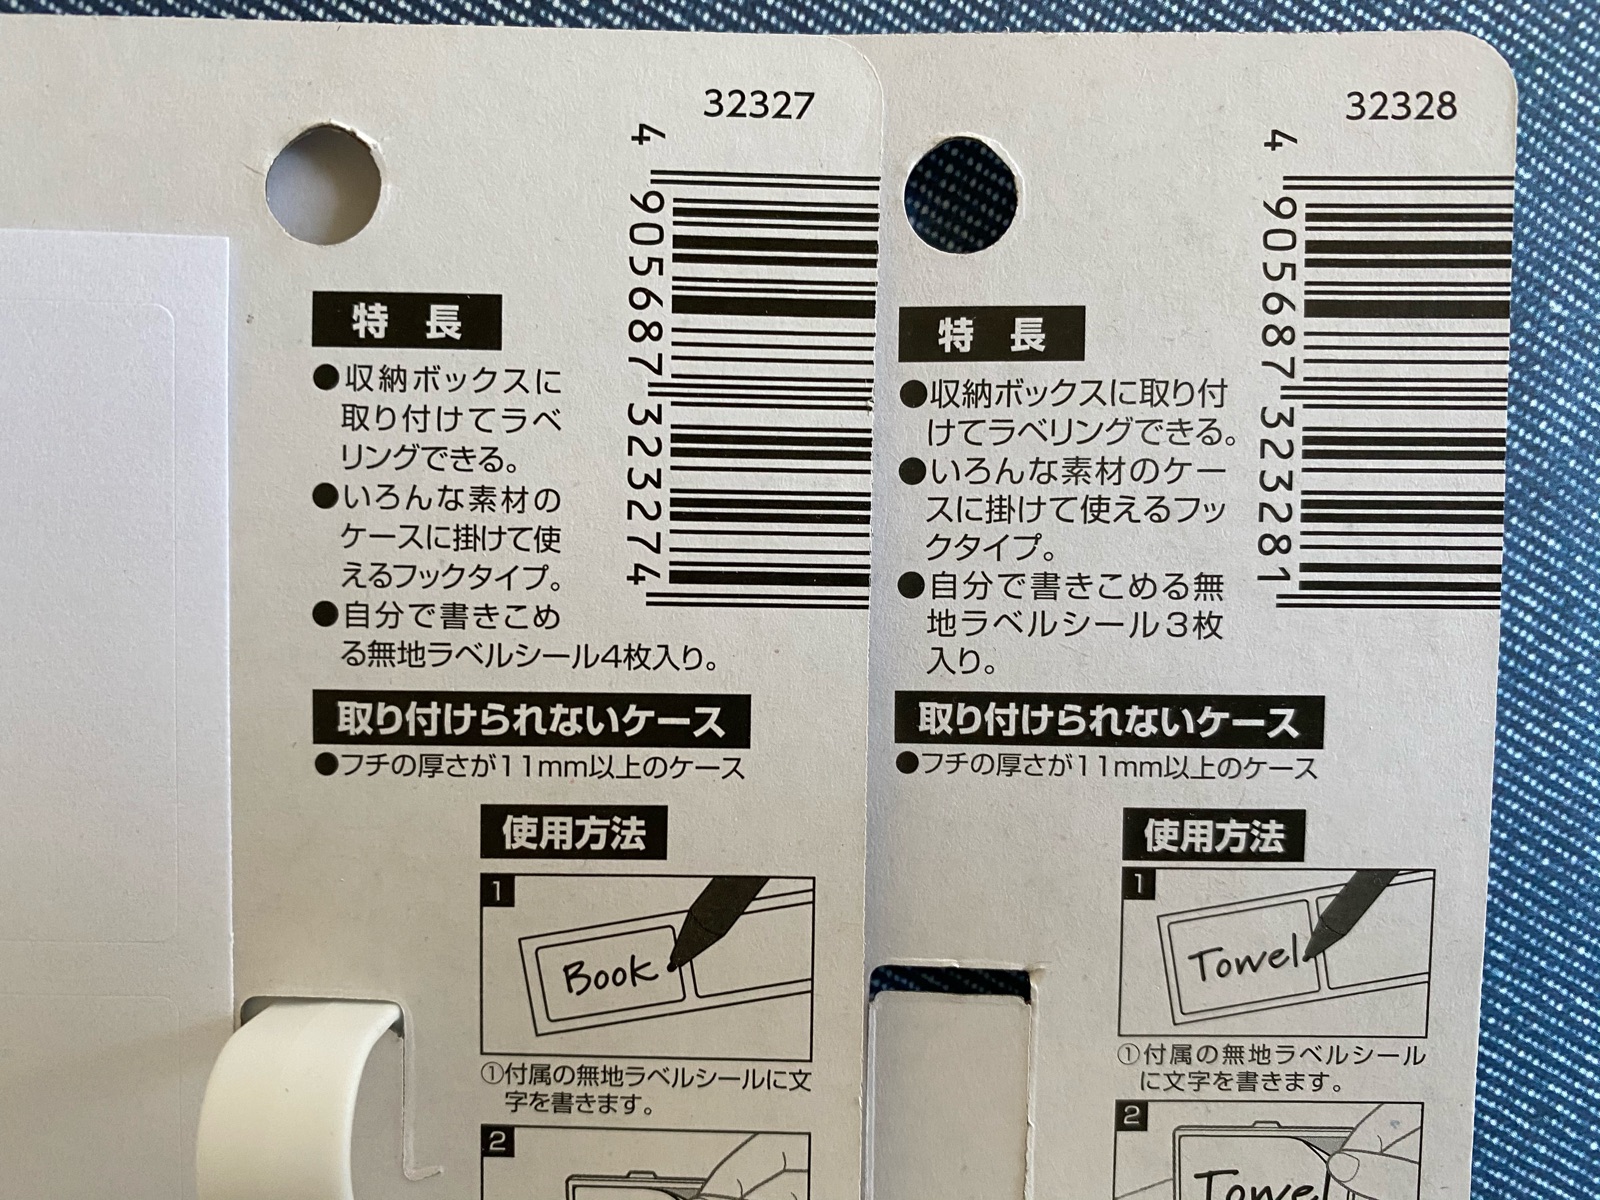 32327
4 905687 323274
特 長
●収納ボックスに
取り付けてラベ
リングできる。
●いろんな素材の
ケースに掛けて使
えるフックタイプ。
●自分で書きこめ
る無地ラベルシール4枚入り。
取り付けられないケース
●フチの厚さが11mm以上のケース
使用方法
1
Book
①付属の無地ラベルシールに文
字を書きます。
2
32328
4 905687 323281
特 長
●収納ボックスに取り付
けてラベリングできる。
●いろんな素材のケー
スに掛けて使えるフッ
クタイプ。
●自分で書きこめる無
地ラベルシール3枚
入り。
取り付けられないケース
●フチの厚さが11mm以上のケース
使用方法
1
Towel
①付属の無地ラベルシール
に文字を書きます。
2
Towel